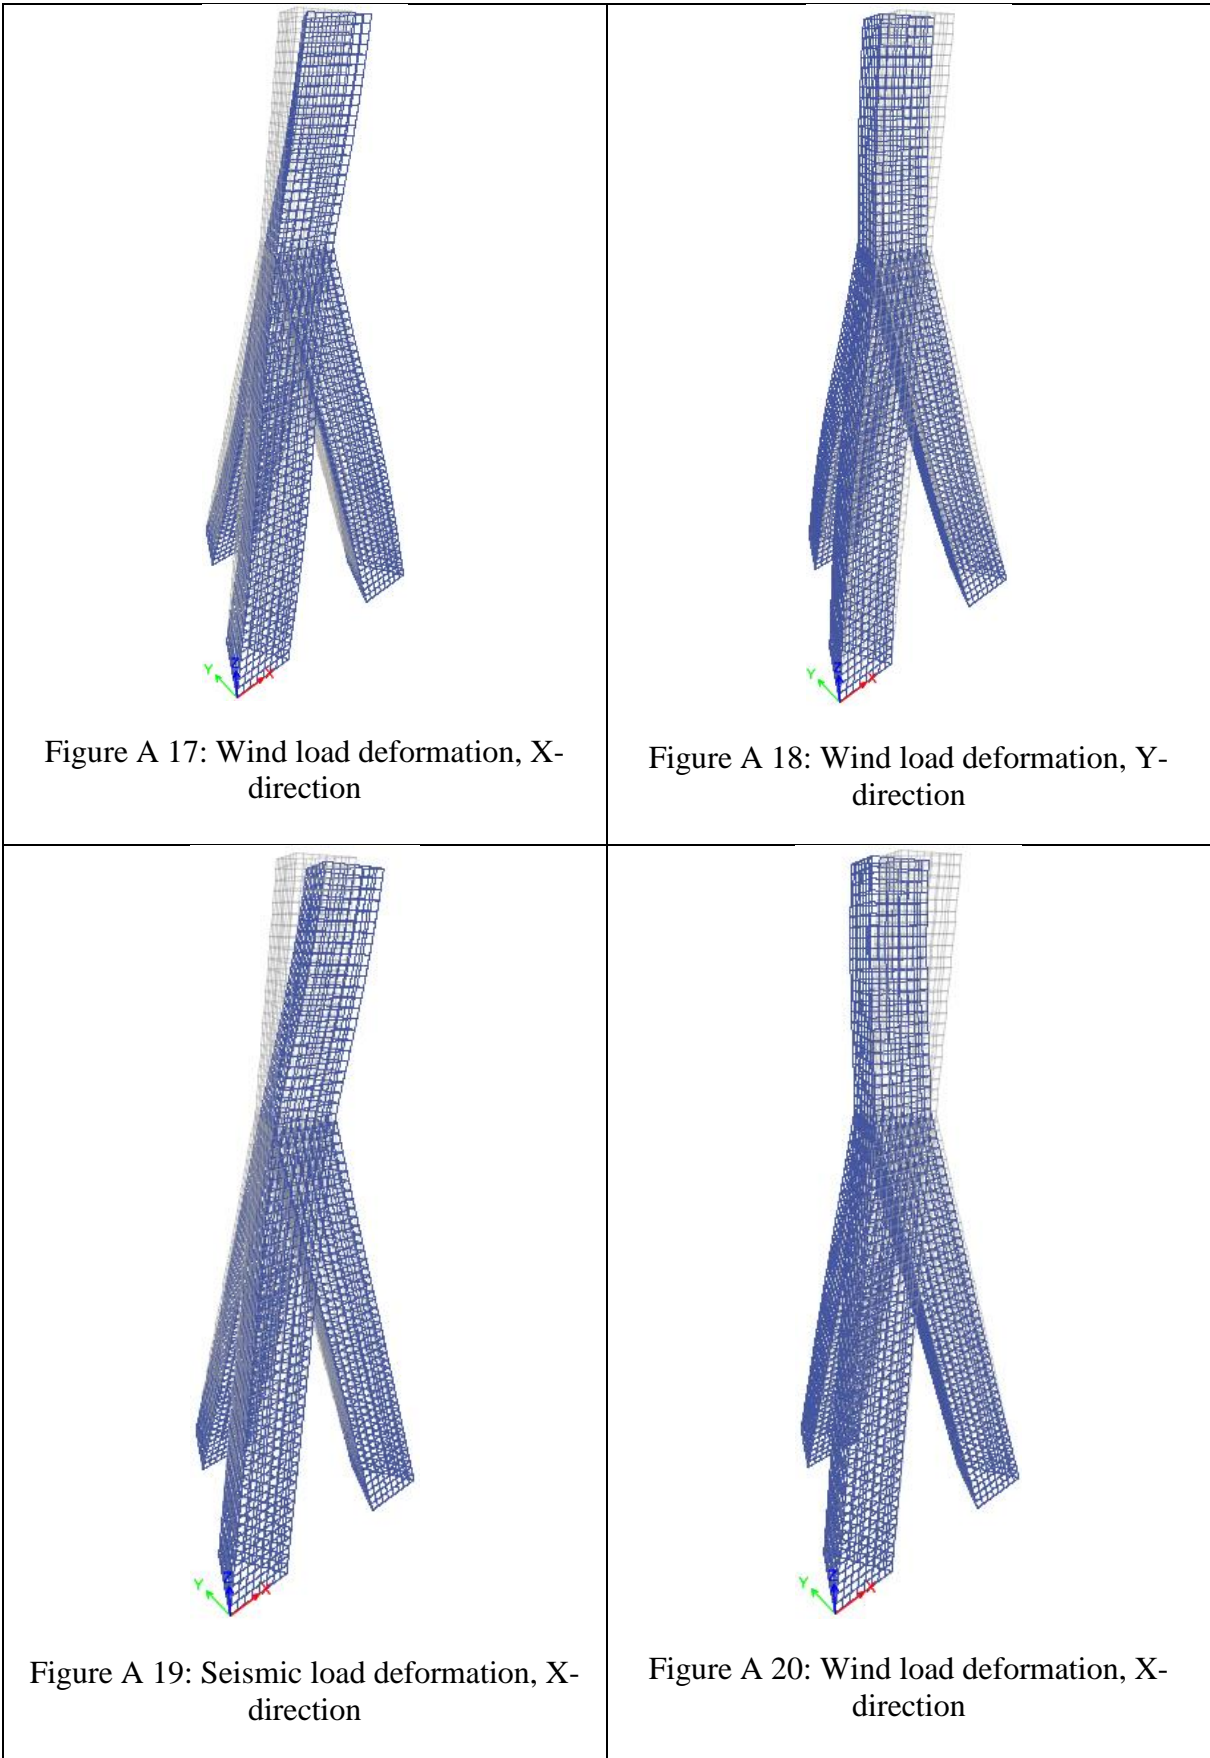 Y
Z
X
Figure A 17: Wind load deformation, X-
direction
Y
Z
X
Figure A 18: Wind load deformation, Y-
direction
Y
Z
X
Figure A 19: Seismic load deformation, X-
direction
Y
Z
X
Figure A 20: Wind load deformation, X-
direction